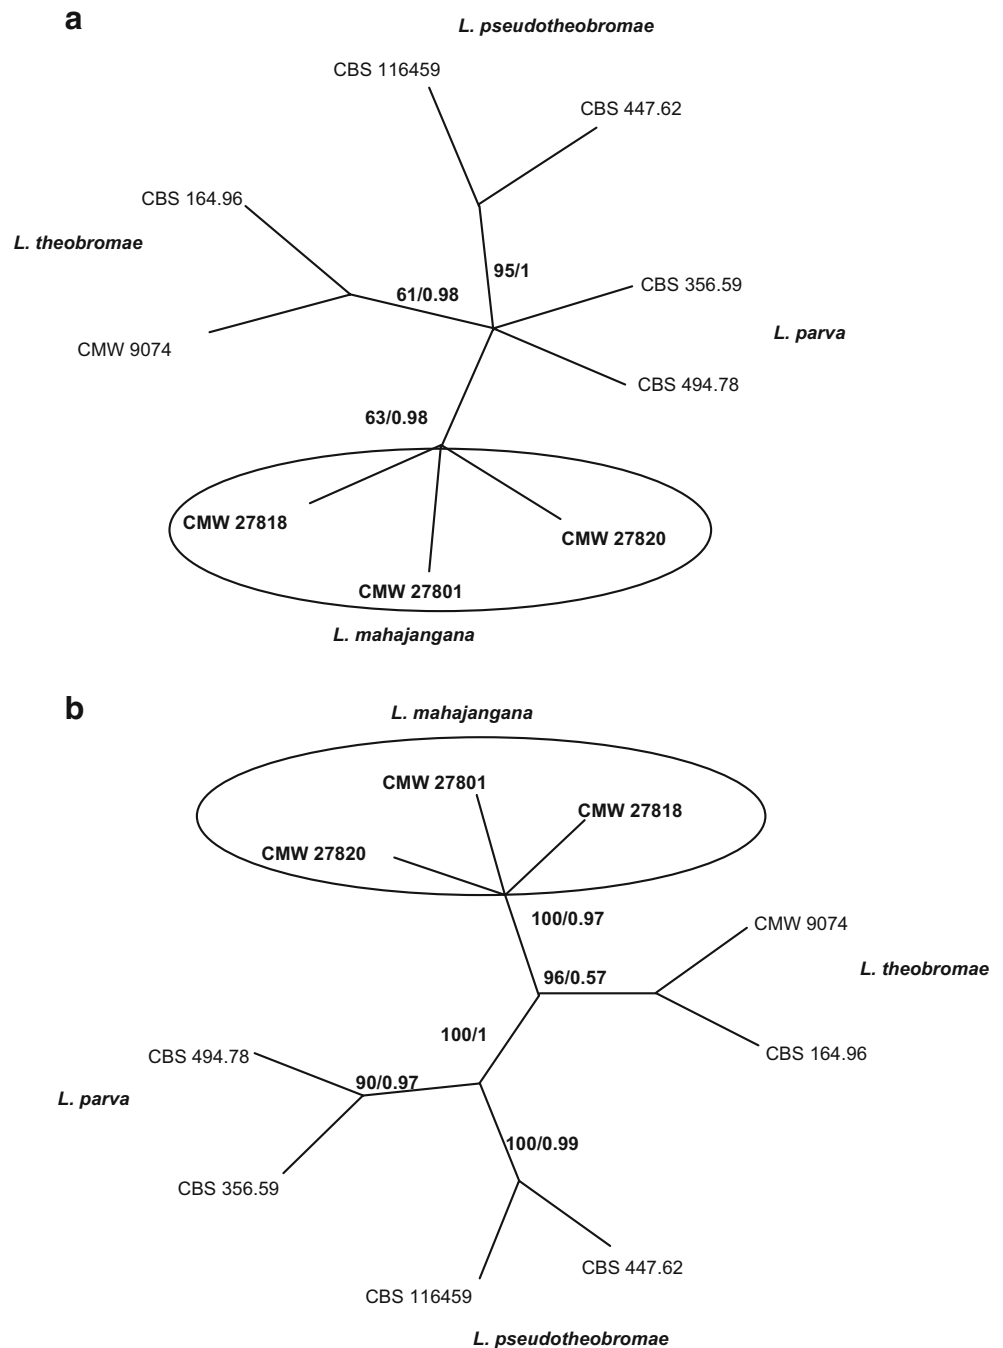 a
L. pseudotheobromae
CBS 116459
CBS 447.62
CBS 164.96
L. theobromae
95/1
CBS 356.59
61/0.98
L. parva
CMW 9074
CBS 494.78
63/0.98
CMW 27818
CMW 27820
CMW 27801
L. mahajangana
b
L. mahajangana
CMW 27801
CMW 27818
CMW 27820
100/0.97
CMW 9074
L. theobromae
96/0.57
100/1
CBS 164.96
CBS 494.78
90/0.97
L. parva
100/0.99
CBS 356.59
CBS 447.62
CBS 116459
L. pseudotheobromae